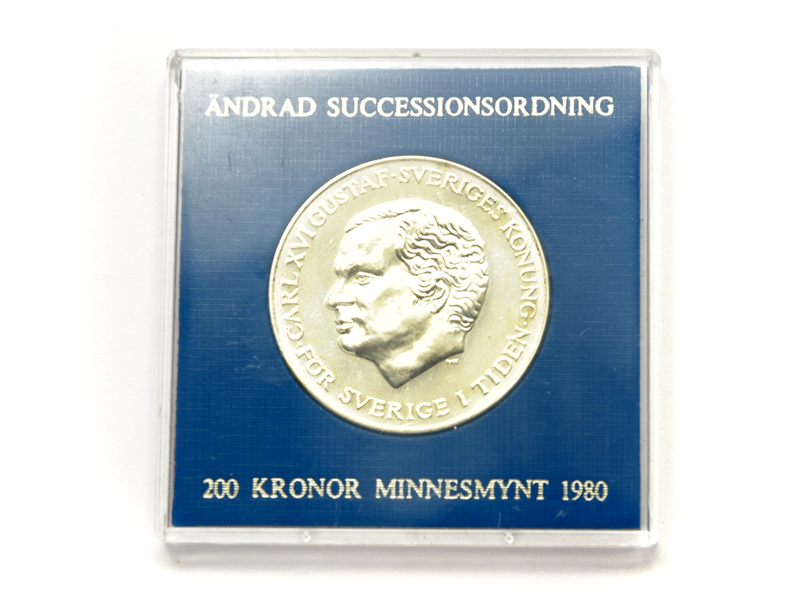 ÄNDRAD SUCCESSIONSORDNING
CARL XVI GUSTAF · SVERIGES KONUNG ·
FÖR SVERIGE I TIDEN ·
200 KRONOR MINNESMYNT 1980